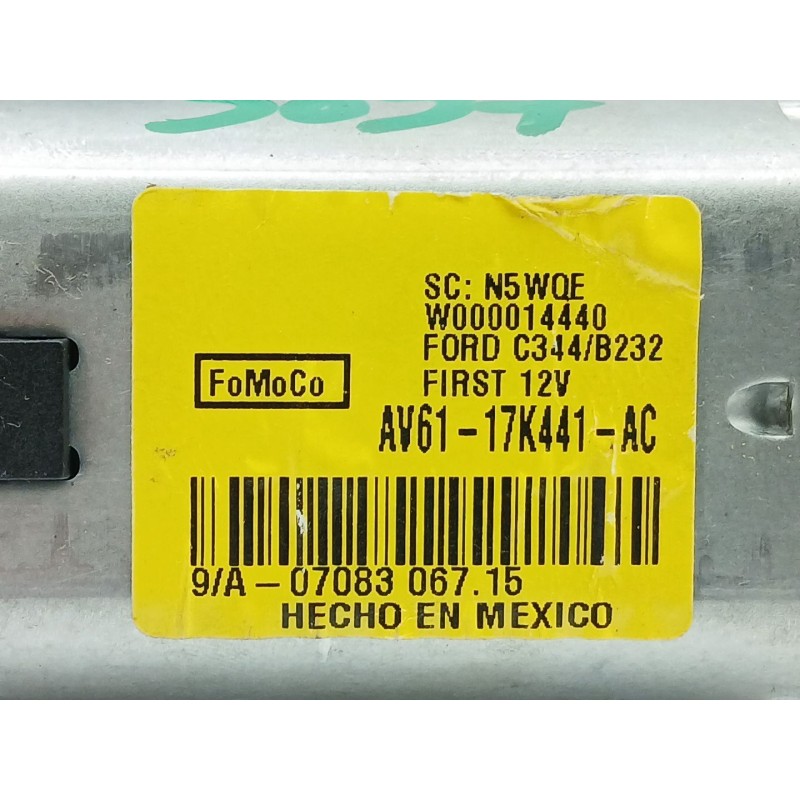 SC: N5WQE
W000014440
FORD C344/B232
FoMoCo
FIRST 12V
AV61-17K441-AC
9/A-07083 067.15
HECHO EN MEXICO